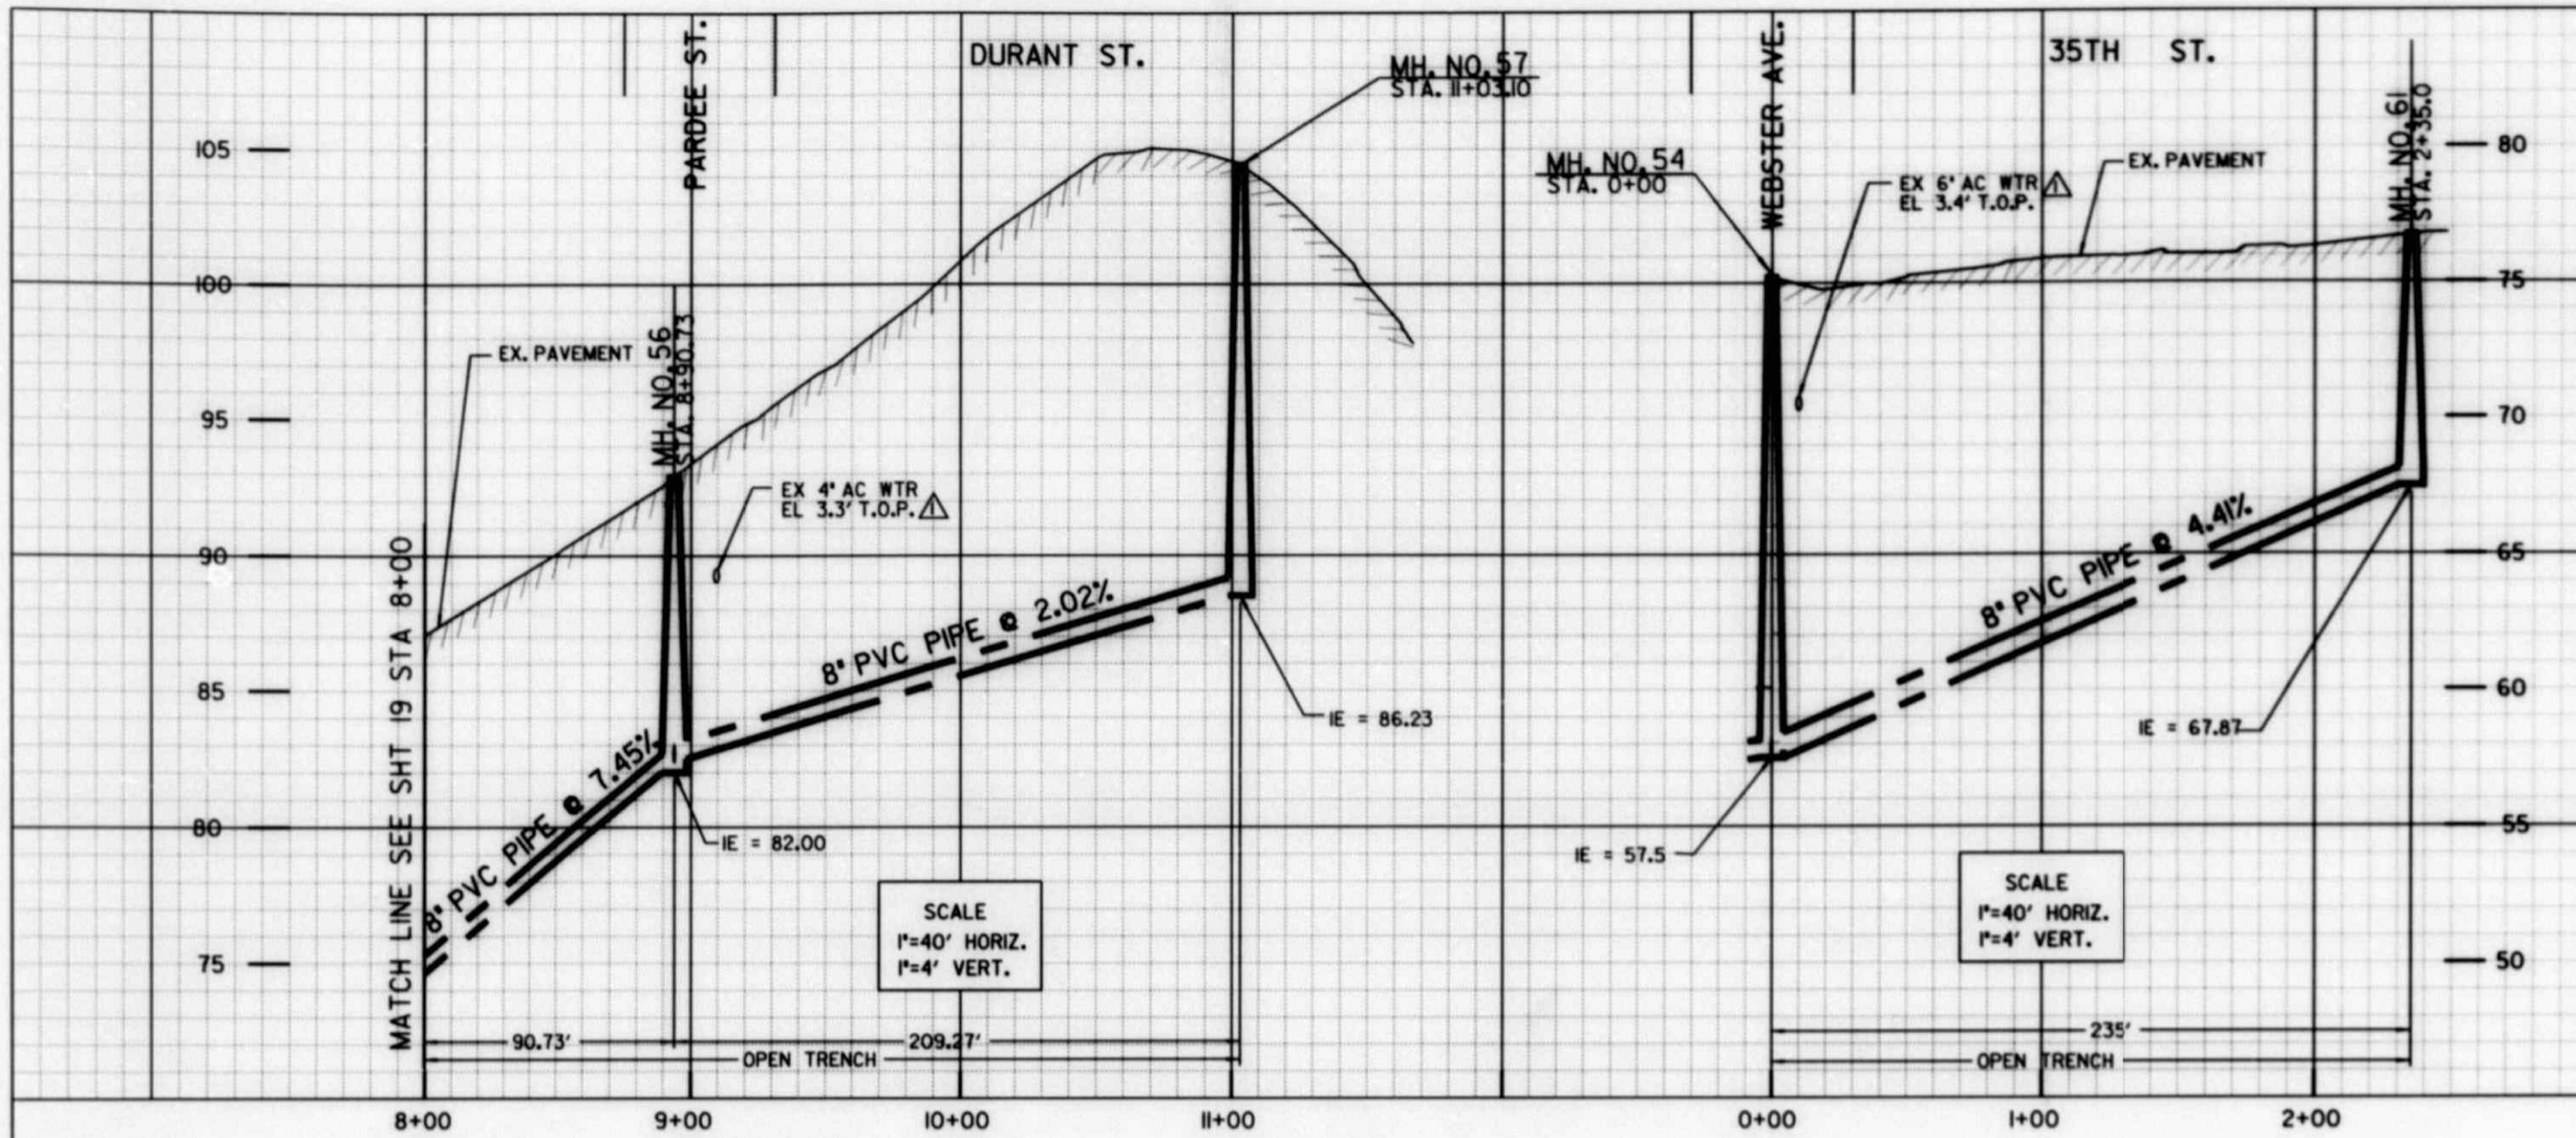 PARDEE ST.
DURANT ST.
MH. NO. 57
STA. 11+03.10
MH. NO. 54
STA. 0+00
WEBSTER AVE.
35TH ST.
MH. NO. 61
STA. 2+35.0
EX 6" AC WTR 1
EL 3.4' T.O.P.
EX. PAVEMENT
105
100
95
90
85
80
75
80
75
70
65
60
55
50
EX. PAVEMENT
MH. NO. 56
STA. 8+90.73
EX 4" AC WTR
EL 3.3' T.O.P. 1
MATCH LINE SEE SHT 19 STA 8+00
8" PVC PIPE @ 7.45%
8" PVC PIPE @ 2.02%
8" PVC PIPE @ 4.41%
IE = 82.00
IE = 86.23
IE = 57.5
IE = 67.87
SCALE
1"=40' HORIZ.
1"=4' VERT.
SCALE
1"=40' HORIZ.
1"=4' VERT.
90.73'
209.27'
OPEN TRENCH
235'
OPEN TRENCH
8+00
9+00
10+00
11+00
0+00
1+00
2+00